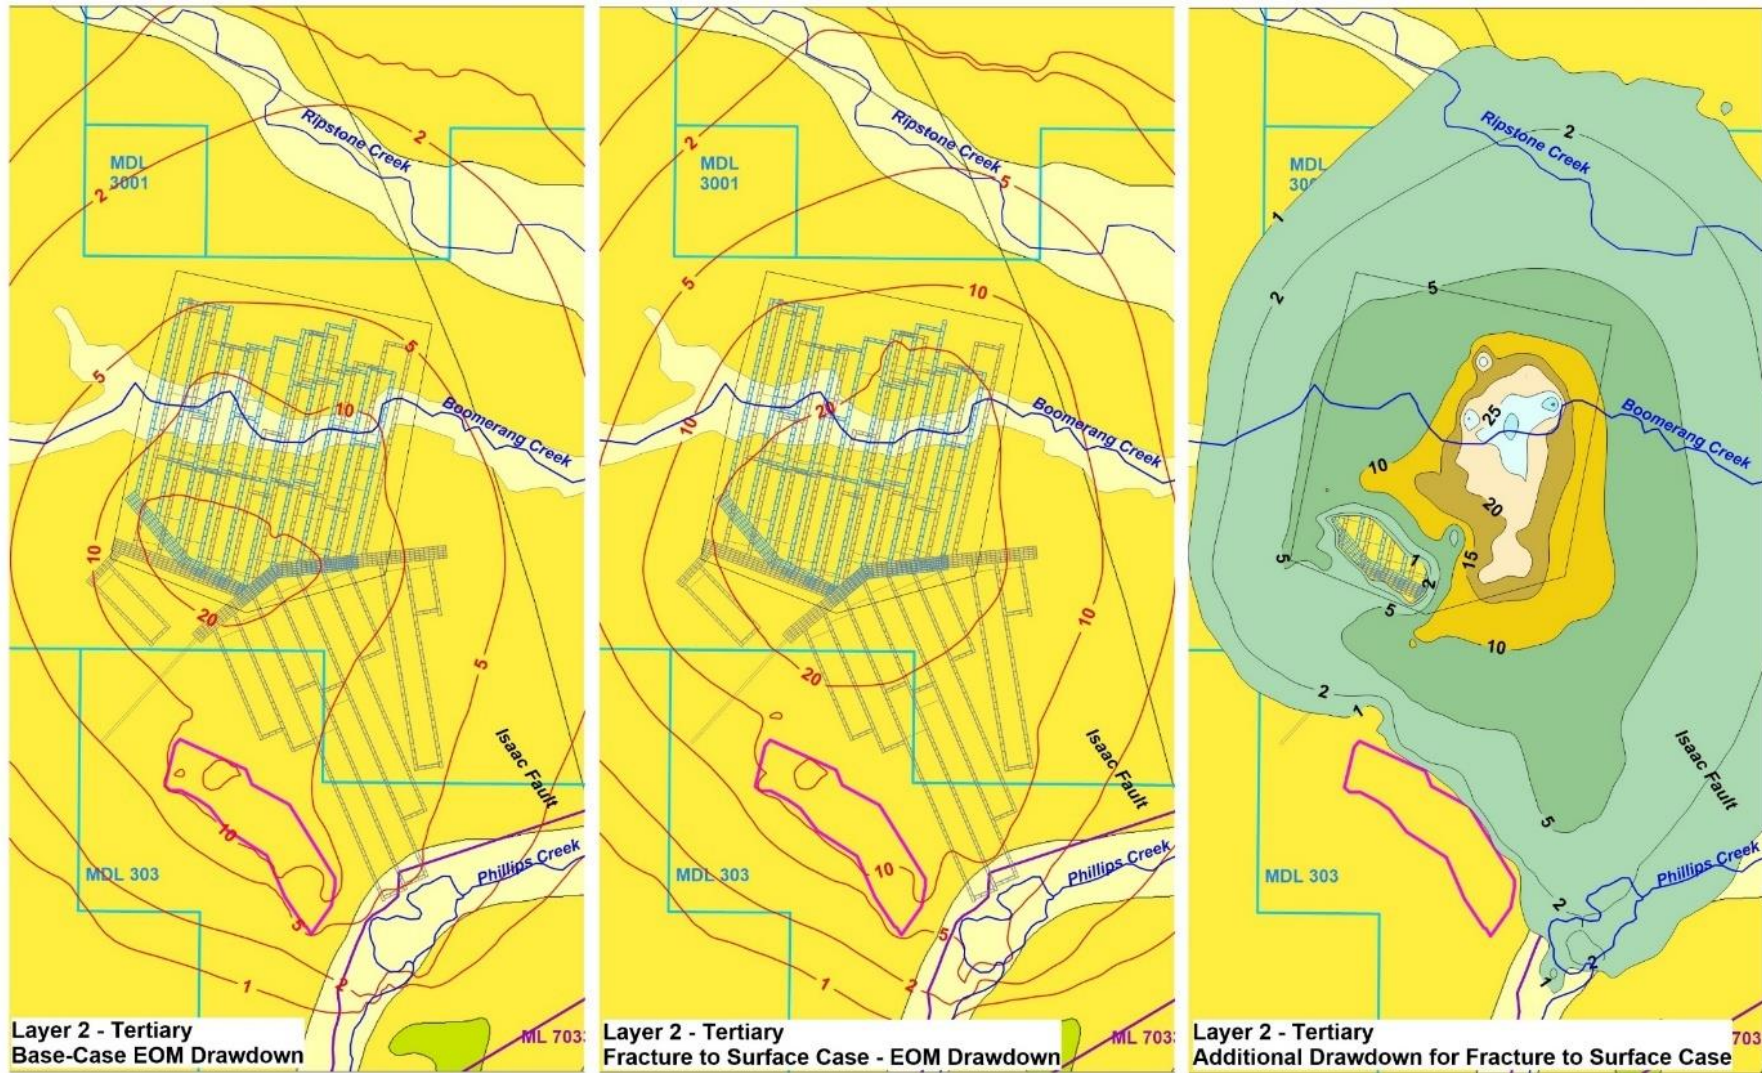 2
Ripstone Creek
MDL
3001
2
5
5
10
Boomerang
Creek
10
20
5
Isaac Fault
10
MDL 303
Phillips Creek
5
1
2
Layer 2 - Tertiary
Base-Case EOM Drawdown
ML 703
2
Ripstone Creek
MDL
3001
5
5
10
20
10
Boomerang
Creek
10
20
Isaac Fault
10
MDL 303
Phillips Creek
5
1
2
Layer 2 - Tertiary
Fracture to Surface Case - EOM Drawdown
ML 703
2
Ripstone Creek
MDL
1
2
5
25
Boomerang
Creek
10
20
15
1
2
5
5
10
2
1
Isaac Fault
5
MDL 303
Phillips Creek
2
1
2
1
Layer 2 - Tertiary
Additional Drawdown for Fracture to Surface Case
703